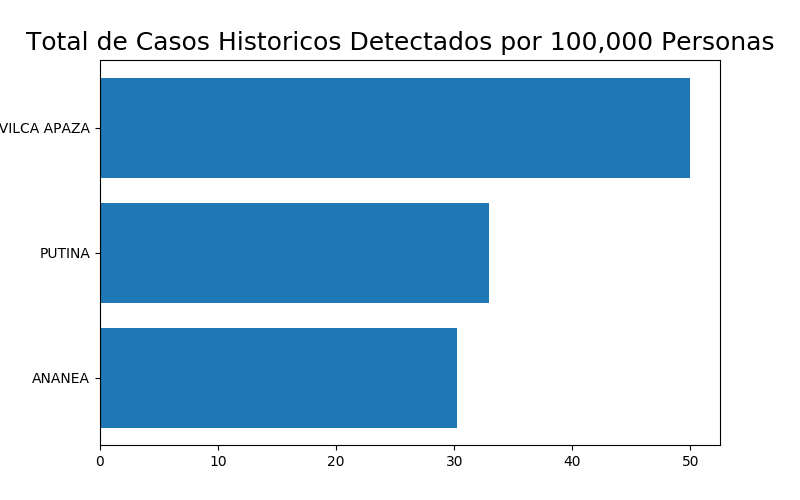 Total de Casos Historicos Detectados por 100,000 Personas
VILCA APAZA
PUTINA
ANANEA
0 10 20 30 40 50